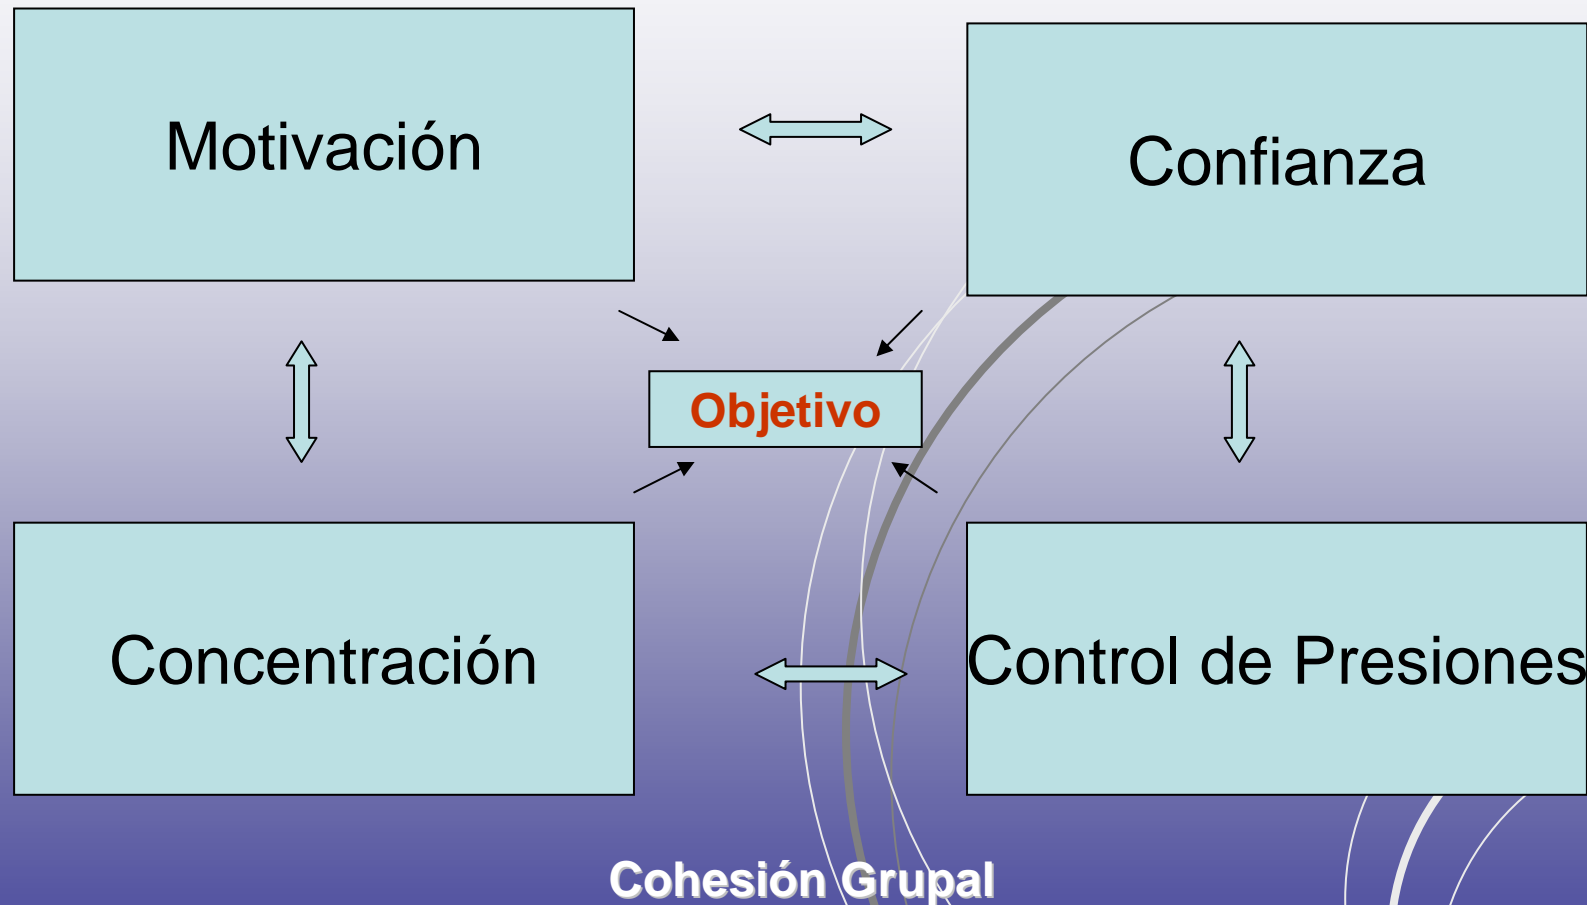 Motivación
Confianza
Objetivo
Concentración
Control de Presiones
Cohesión Grupal